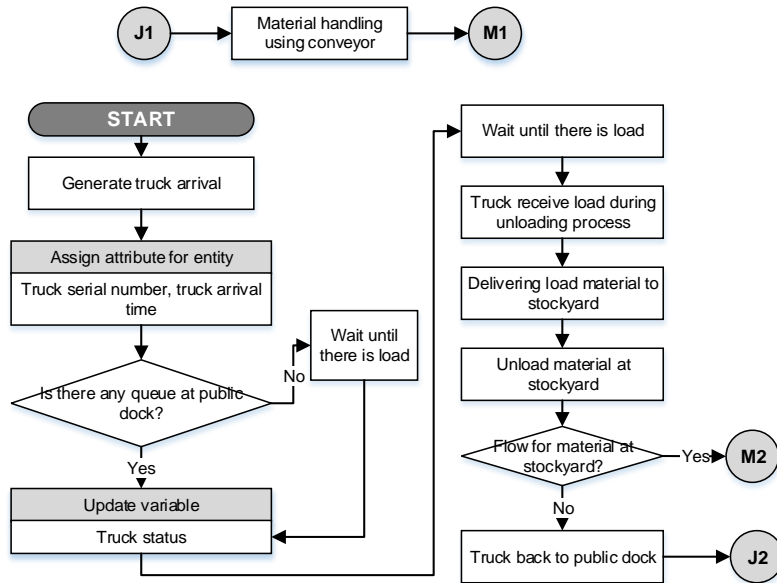 J1
Material handling
using conveyor
M1
START
Generate truck arrival
Assign attribute for entity
Truck serial number, truck arrival
time
Is there any queue at public
dock?
No
Wait until
there is load
Yes
Update variable
Truck status
Wait until there is load
Truck receive load during
unloading process
Delivering load material to
stockyard
Unload material at
stockyard
Flow for material at
stockyard?
Yes
M2
No
Truck back to public dock
J2